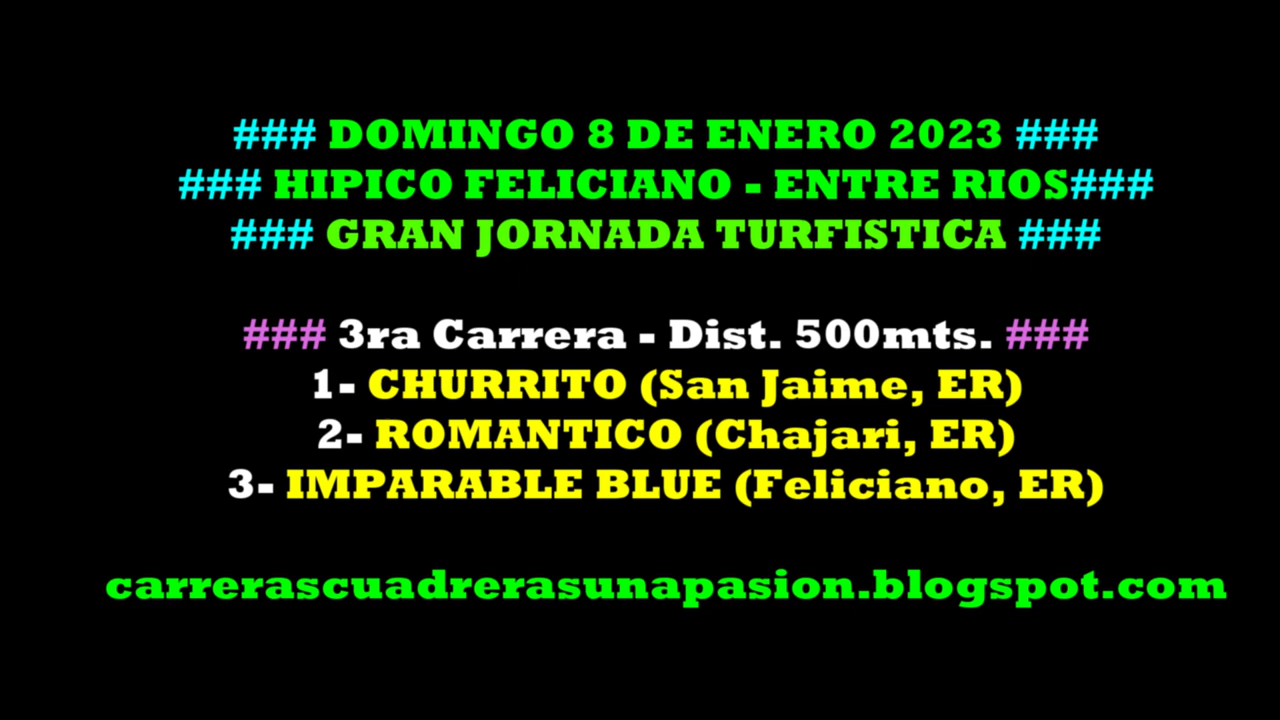 ### DOMINGO 8 DE ENERO 2023 ###
### HIPICO FELICIANO - ENTRE RIOS###
### GRAN JORNADA TURFISTICA ###
### 3ra Carrera - Dist. 500mts. ###
1- CHURRITO (San Jaime, ER)
2- ROMANTICO (Chajari, ER)
3- IMPARABLE BLUE (Feliciano, ER)
carrerascuadrerasunapasion.blogspot.com